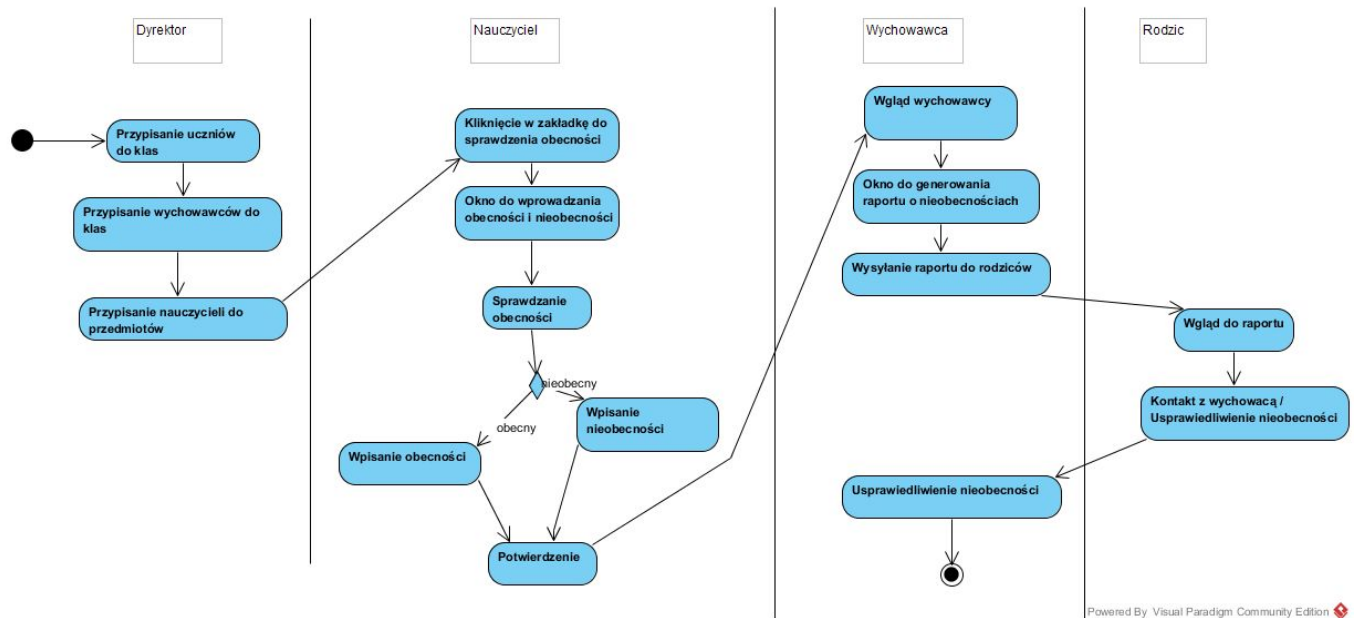 Dyrektor
Nauczyciel
Wychowawca
Rodzic
Przypisanie uczniów
do klas
Przypisanie wychowawców do
klas
Przypisanie nauczycieli do
przedmiotów
Kliknięcie w zakładkę do
sprawdzenia obecności
Okno do wprowadzania
obecności i nieobecności
Sprawdzanie
obecności
nieobecny
obecny
Wpisanie
nieobecności
Wpisanie obecności
Potwierdzenie
Wgląd wychowawcy
Okno do generowania
raportu o nieobecnościach
Wysyłanie raportu do rodziców
Wgląd do raportu
Kontakt z wychowacą /
Usprawiedliwienie nieobecności
Usprawiedliwienie nieobecności
Powered By Visual Paradigm Community Edition